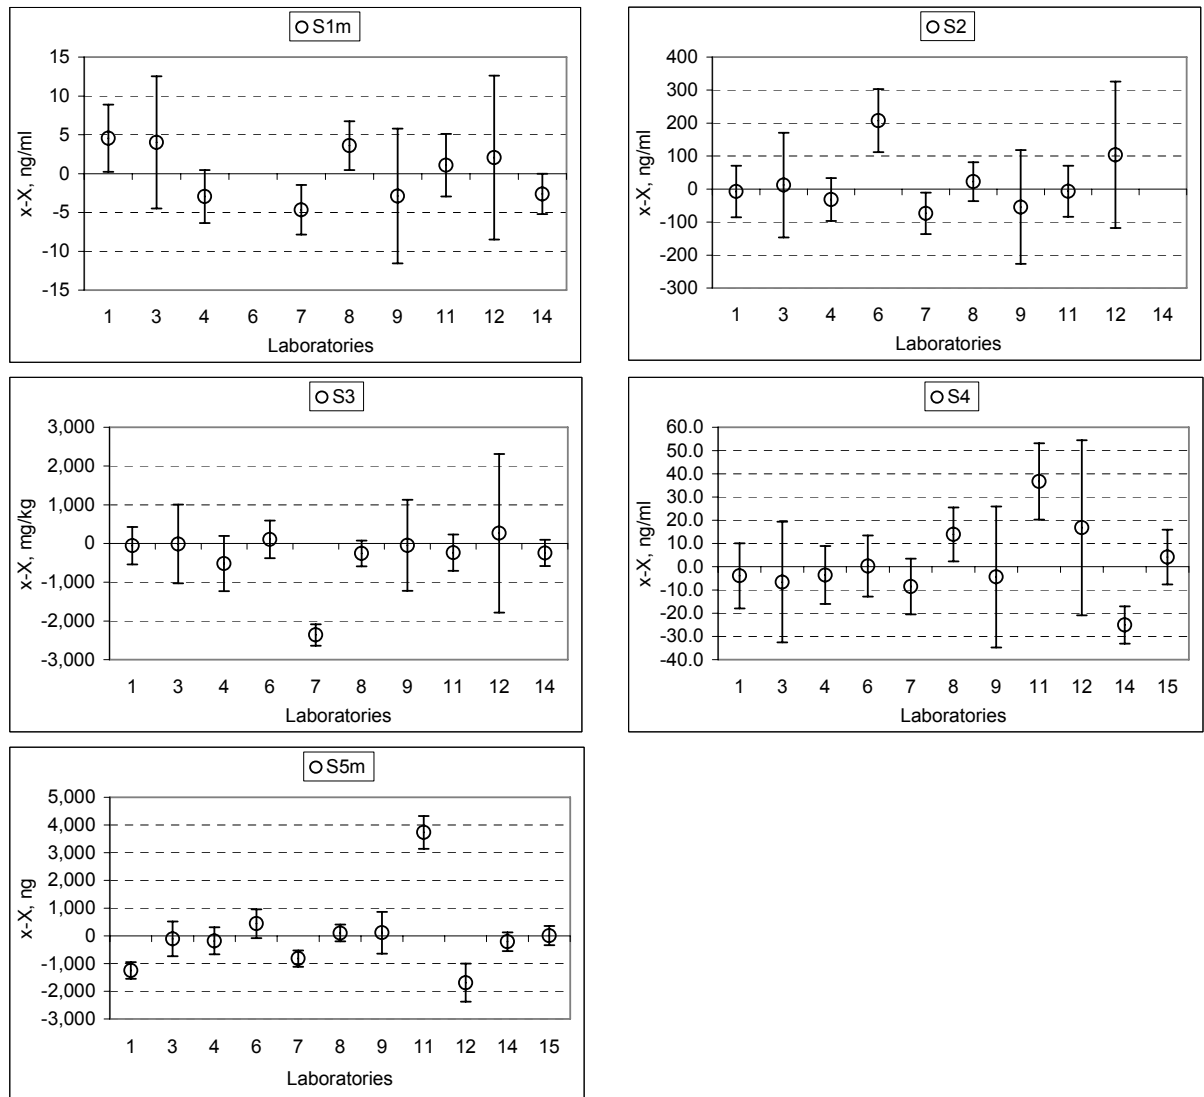 S1m
15
10
5
0
-5
-10
-15
x-X, ng/ml
1 3 4 6 7 8 9 11 12 14
Laboratories
S2
400
300
200
100
0
-100
-200
-300
x-X, ng/ml
1 3 4 6 7 8 9 11 12 14
Laboratories
S3
3,000
2,000
1,000
0
-1,000
-2,000
-3,000
x-X, mg/kg
1 3 4 6 7 8 9 11 12 14
Laboratories
S4
60.0
50.0
40.0
30.0
20.0
10.0
0.0
-10.0
-20.0
-30.0
-40.0
x-X, ng/ml
1 3 4 6 7 8 9 11 12 14 15
Laboratories
S5m
5,000
4,000
3,000
2,000
1,000
0
-1,000
-2,000
-3,000
x-X, ng
1 3 4 6 7 8 9 11 12 14 15
Laboratories